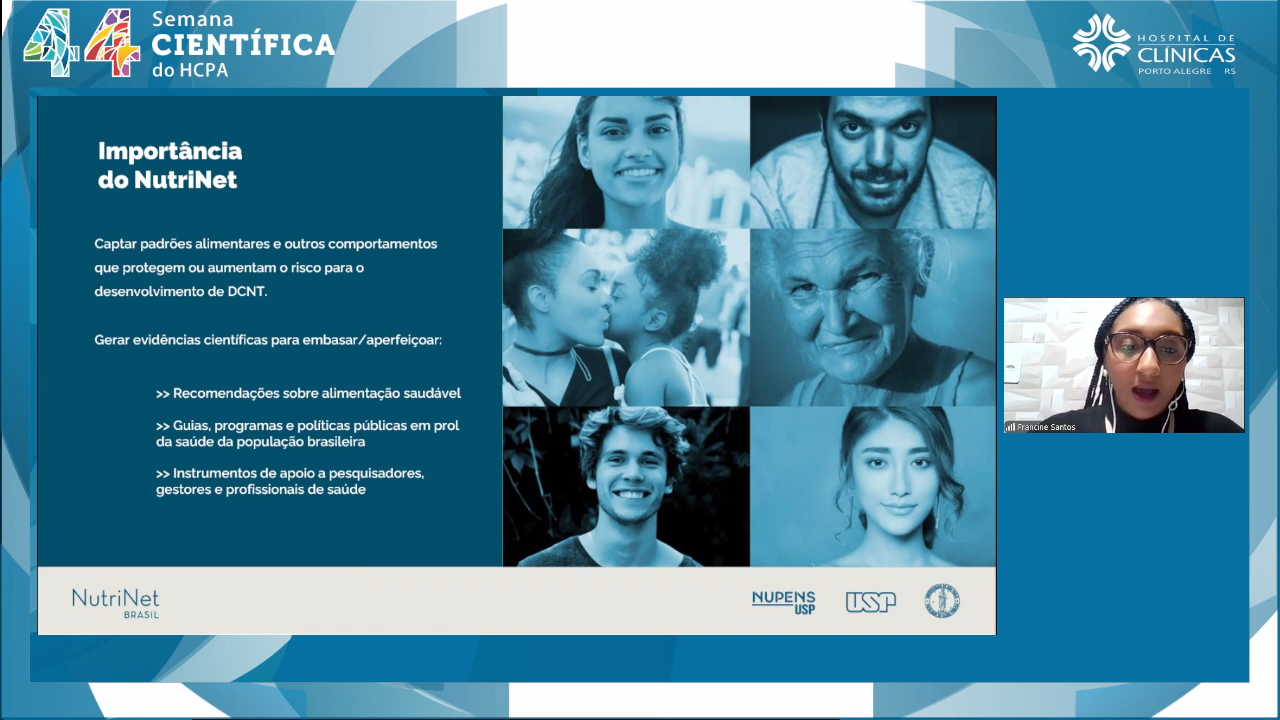 44
Semana
CIENTÍFICA
do HCPA
HOSPITAL DE
CLÍNICAS
PORTO ALEGRE RS
Importância
do NutriNet
Captar padrões alimentares e outros comportamentos
que protegem ou aumentam o risco para o
desenvolvimento de DCNT.
Gerar evidências científicas para embasar/aperfeiçoar:
>> Recomendações sobre alimentação saudável
>> Guias, programas e políticas públicas em prol
da saúde da população brasileira
>> Instrumentos de apoio a pesquisadores,
gestores e profissionais de saúde
Francine Santos
NutriNet
BRASIL
NUPENS
USP
USP